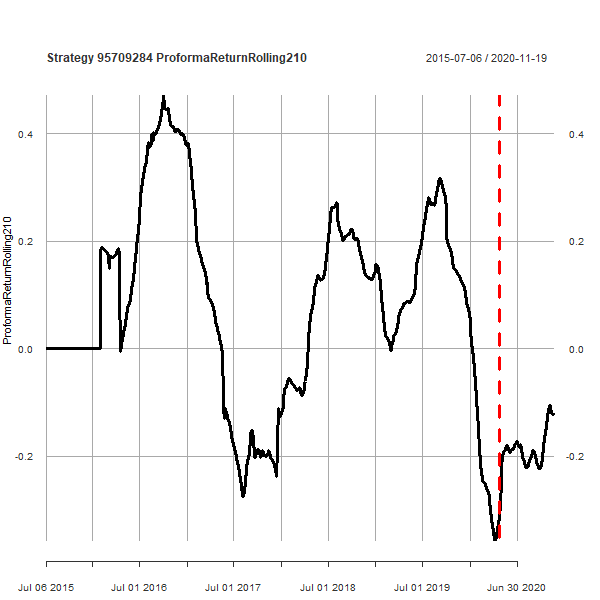 Strategy 95709284 ProformaReturnRolling210
2015-07-06 / 2020-11-19
ProformaReturnRolling210
0.4
0.2
0.0
-0.2
0.4
0.2
0.0
-0.2
Jul 06 2015
Jul 01 2016
Jul 01 2017
Jul 01 2018
Jul 01 2019
Jun 30 2020